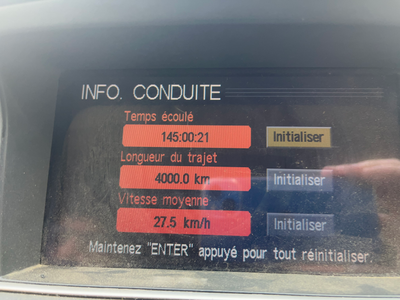 INFO. CONDUITE
Temps écoulé
145:00:21 Initialiser
Longueur du trajet
4000.0 km Initialiser
Vitesse moyenne
27.5 km/h Initialiser
Maintenez "ENTER" appuyé pour tout réinitialiser.